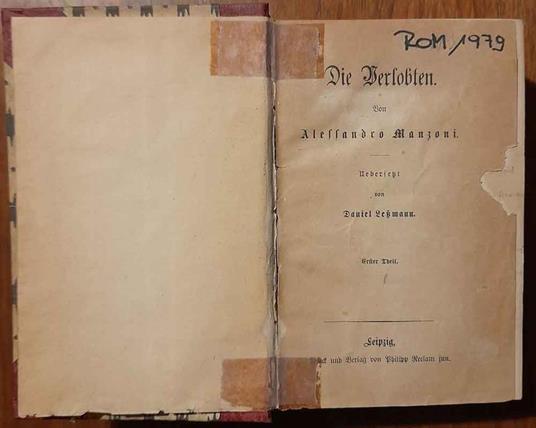 ROM/1979
Die Verlobten.
Von
Alessandro Manzoni.
Uebersetzt
von
Daniel Leßmann.
Erster Theil.
Leipzig,
und Verlag von Philipp Reclam jun.